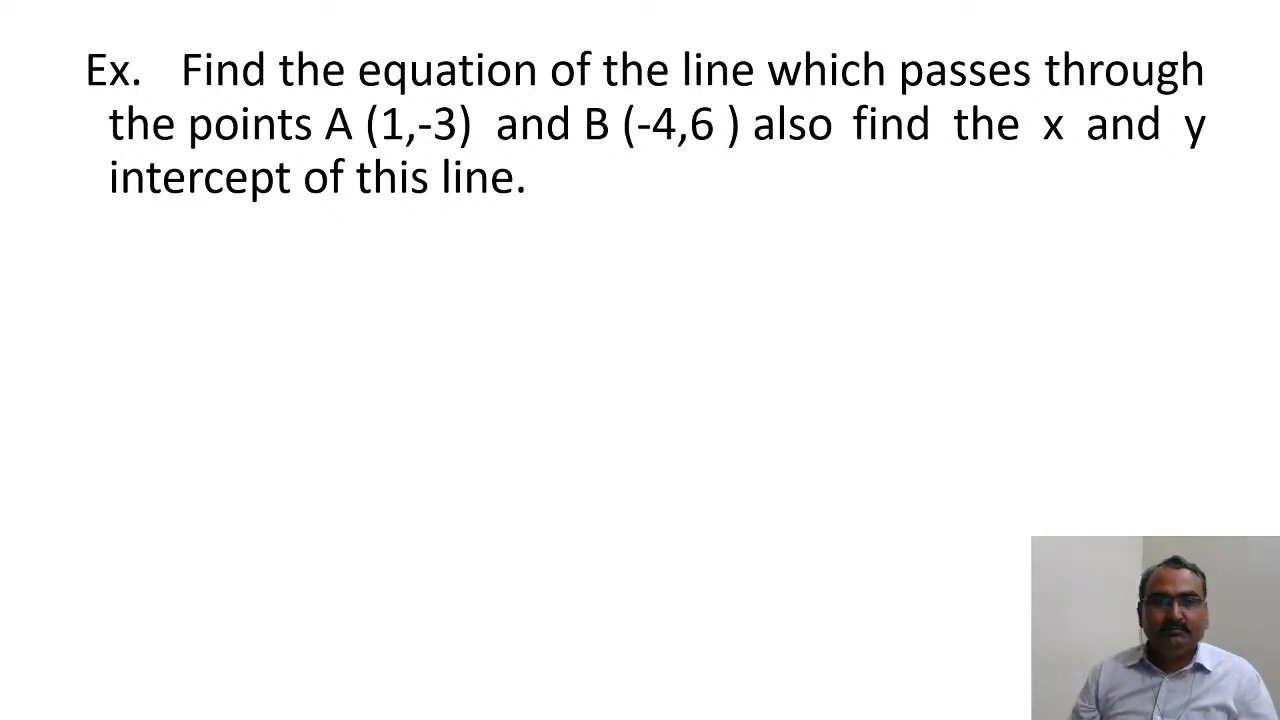 Ex. Find the equation of the line which passes through
the points A (1,-3) and B (-4,6 ) also find the x and y
intercept of this line.